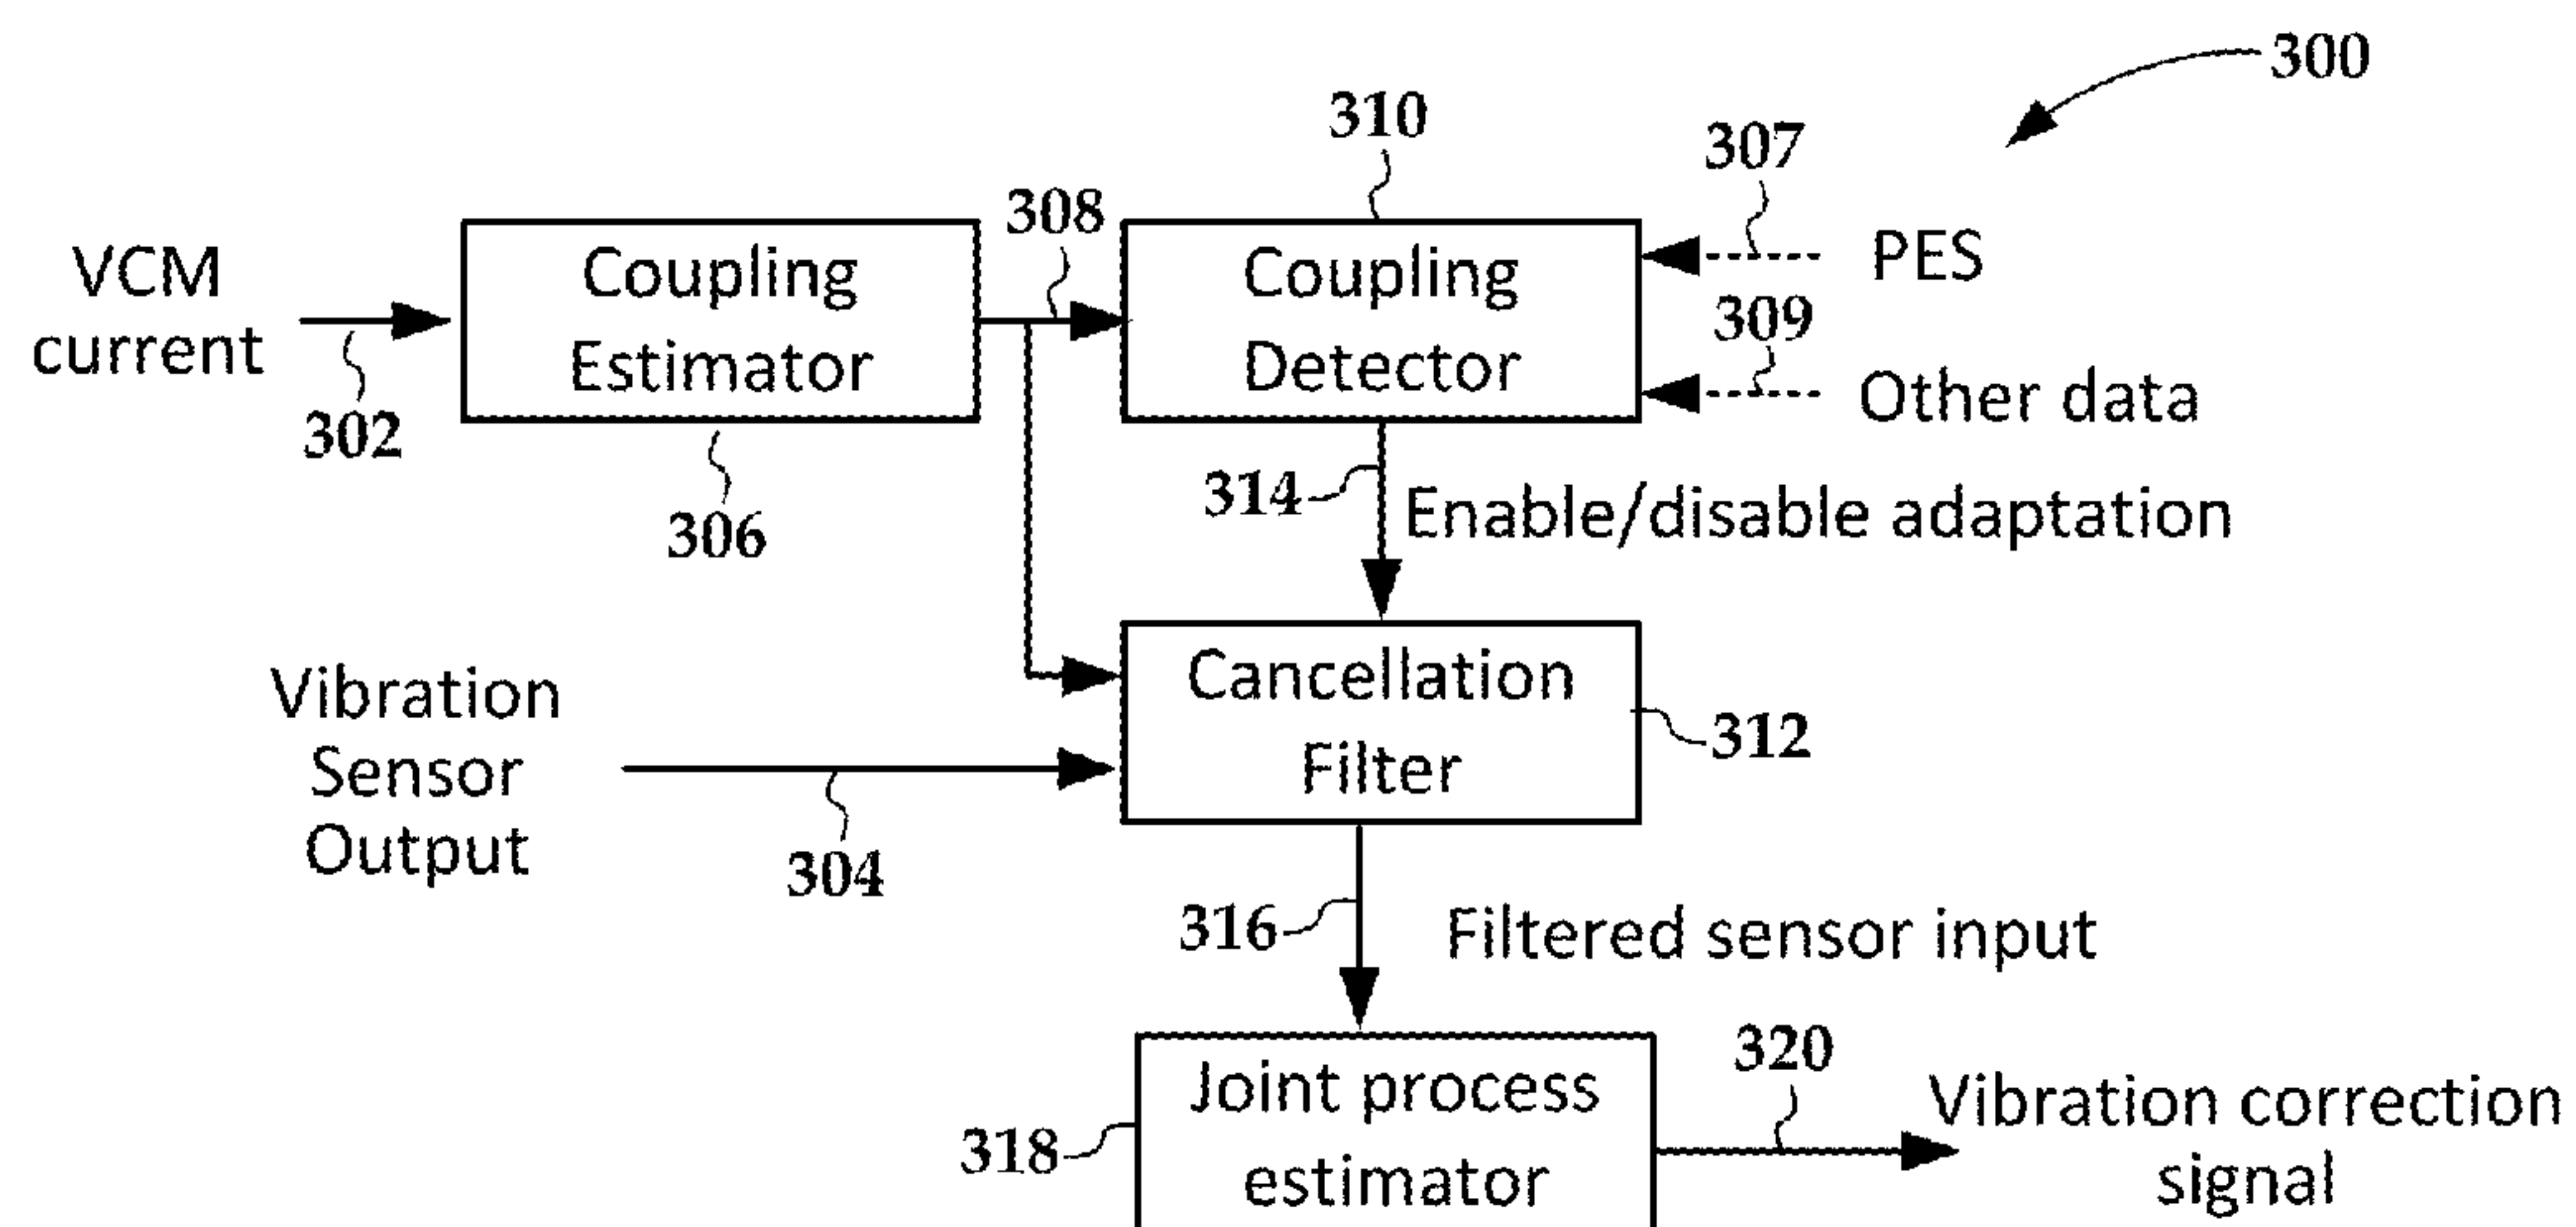 300
310
307
308
VCM
current
Coupling
Estimator
Coupling
Detector
PES
309
Other data
302
306
314
Enable/disable adaptation
Vibration
Sensor
Output
Cancellation
Filter
312
304
316
Filtered sensor input
320
Joint process
estimator
318
Vibration correction
signal